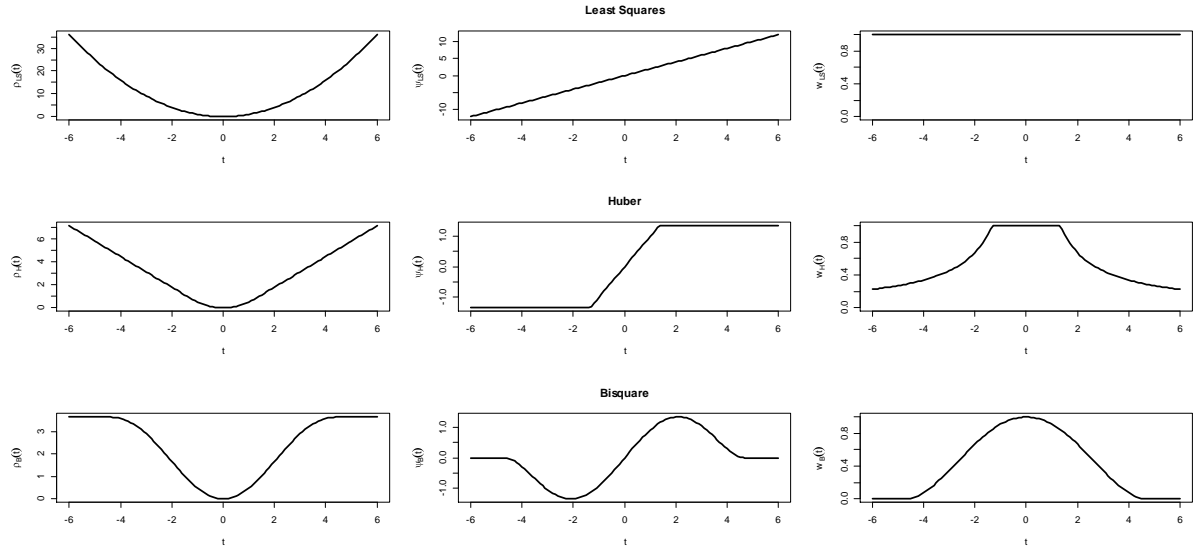 Least Squares
ρLS(t)
0 10 20 30
-6 -4 -2 0 2 4 6
t
ψLS(t)
-10 0 5 10
-6 -4 -2 0 2 4 6
t
wLS(t)
0.0 0.4 0.8
-6 -4 -2 0 2 4 6
t
Huber
ρH(t)
0 2 4 6
-6 -4 -2 0 2 4 6
t
ψH(t)
-1.0 0.0 1.0
-6 -4 -2 0 2 4 6
t
wH(t)
0.0 0.4 0.8
-6 -4 -2 0 2 4 6
t
Bisquare
ρB(t)
0 1 2 3
-6 -4 -2 0 2 4 6
t
ψB(t)
-1.0 0.0 1.0
-6 -4 -2 0 2 4 6
t
wB(t)
0.0 0.4 0.8
-6 -4 -2 0 2 4 6
t